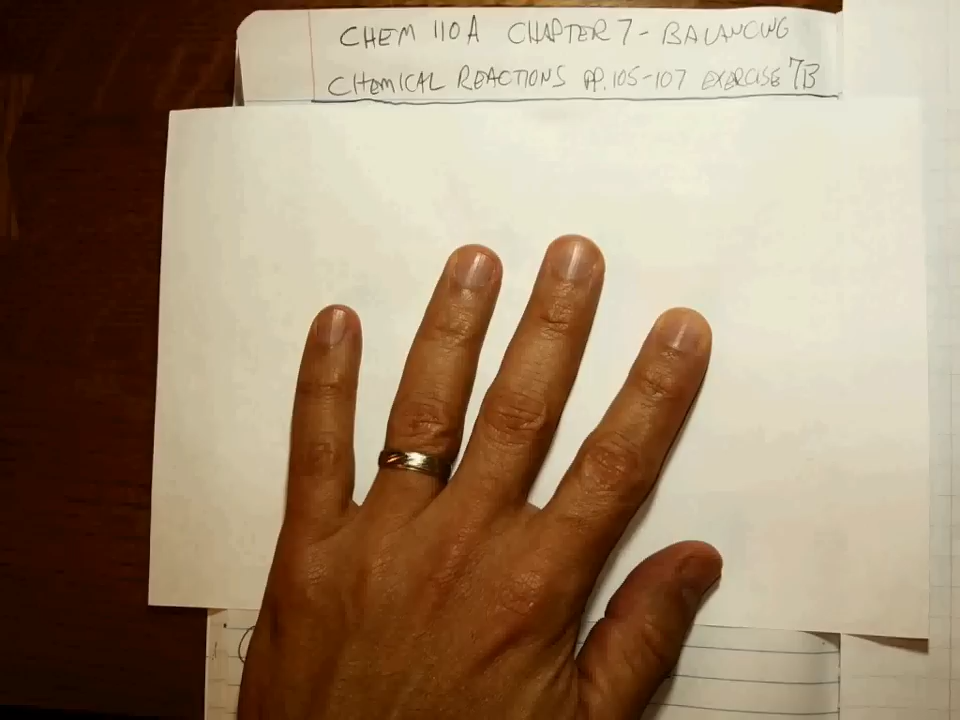 CHEM 110A CHAPTER 7 - BALANCING
CHEMICAL REACTIONS PP. 105-107 EXERCISE 7B